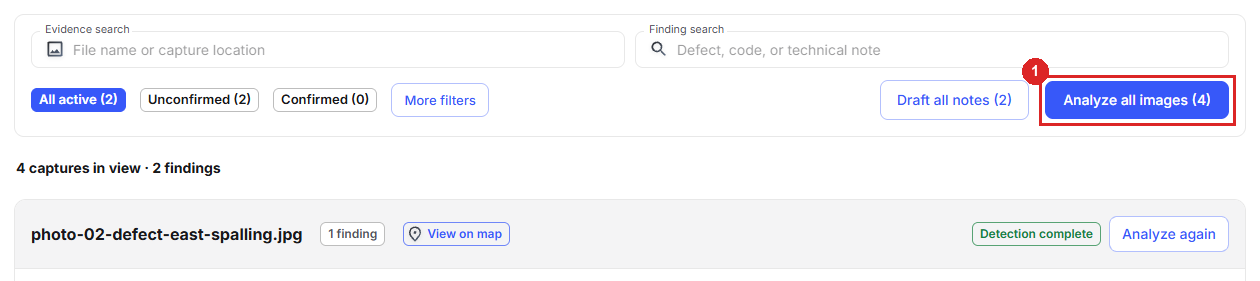 Evidence search
File name or capture location
Finding search
Defect, code, or technical note
1
All active (2)
Unconfirmed (2)
Confirmed (0)
More filters
Draft all notes (2)
Analyze all images (4)
4 captures in view · 2 findings
photo-02-defect-east-spalling.jpg
1 finding
View on map
Detection complete
Analyze again